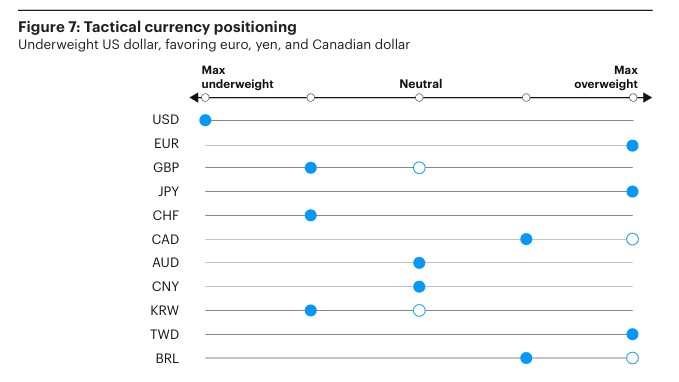 Figure 7: Tactical currency positioning
Underweight US dollar, favoring euro, yen, and Canadian dollar
Max underweight
Neutral
Max overweight
USD
EUR
GBP
JPY
CHF
CAD
AUD
CNY
KRW
TWD
BRL